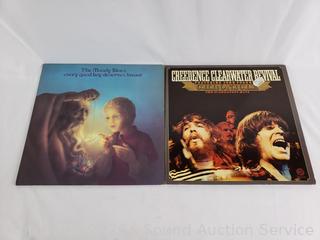 The Moody Blues
every good boy deserves favour
CREEDENCE CLEARWATER REVIVAL
CHRONICLE
Sound Auction Service